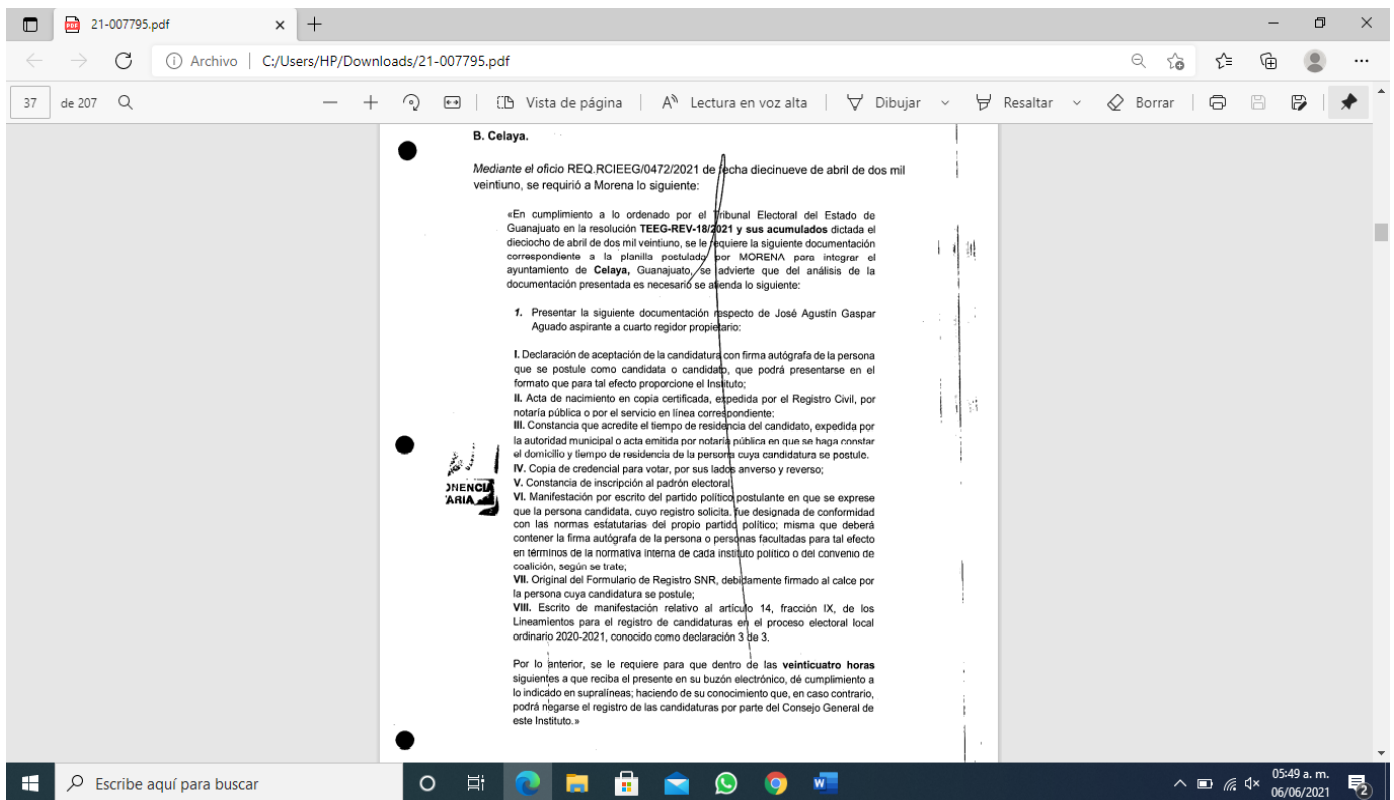 21-007795.pdf
Archivo
C:/Users/HP/Downloads/21-007795.pdf
37 de 207
Vista de página
Lectura en voz alta
Dibujar
Resaltar
Borrar
B. Celaya.
Mediante el oficio REQ.RCIEEG/0472/2021 de fecha diecinueve de abril de dos mil
veintiuno, se requirió a Morena lo siguiente:
«En cumplimiento a lo ordenado por el Tribunal Electoral del Estado de
Guanajuato en la resolución TEEG-REV-18/2021 y sus acumulados dictada el
dieciocho de abril de dos mil veintiuno, se le requiere la siguiente documentación
correspondiente a la planilla postulada por MORENA para integrar el
ayuntamiento de Celaya, Guanajuato, se advierte que del análisis de la
documentación presentada es necesario se atienda lo siguiente:
1. Presentar la siguiente documentación respecto de José Agustín Gaspar
Aguado aspirante a cuarto regidor propietario:
I. Declaración de aceptación de la candidatura con firma autógrafa de la persona
que se postule como candidata o candidato, que podrá presentarse en el
formato que para tal efecto proporcione el Instituto;
II. Acta de nacimiento en copia certificada, expedida por el Registro Civil, por
notaría pública o por el servicio en línea correspondiente;
III. Constancia que acredite el tiempo de residencia del candidato, expedida por
la autoridad municipal o acta emitida por notaría pública en que se haga constar
el domicilio y tiempo de residencia de la persona cuya candidatura se postule.
IV. Copia de credencial para votar, por sus lados anverso y reverso;
V. Constancia de inscripción al padrón electoral;
VI. Manifestación por escrito del partido político postulante en que se exprese
que la persona candidata, cuyo registro solicita, fue designada de conformidad
con las normas estatutarias del propio partido político; misma que deberá
contener la firma autógrafa de la persona o personas facultadas para tal efecto
en términos de la normativa interna de cada instituto político o del convenio de
coalición, según se trate;
VII. Original del Formulario de Registro SNR, debidamente firmado al calce por
la persona cuya candidatura se postule;
VIII. Escrito de manifestación relativo al artículo 14, fracción IX, de los
Lineamientos para el registro de candidaturas en el proceso electoral local
ordinario 2020-2021, conocido como declaración 3 de 3.
Por lo anterior, se le requiere para que dentro de las veinticuatro horas
siguientes a que reciba el presente en su buzón electrónico, dé cumplimiento a
lo indicado en supralíneas; haciendo de su conocimiento que, en caso contrario,
podrá negarse el registro de las candidaturas por parte del Consejo General de
este Instituto.»
ONENCIA
TARIA
Escribe aquí para buscar
05:49 a. m.
06/06/2021
2